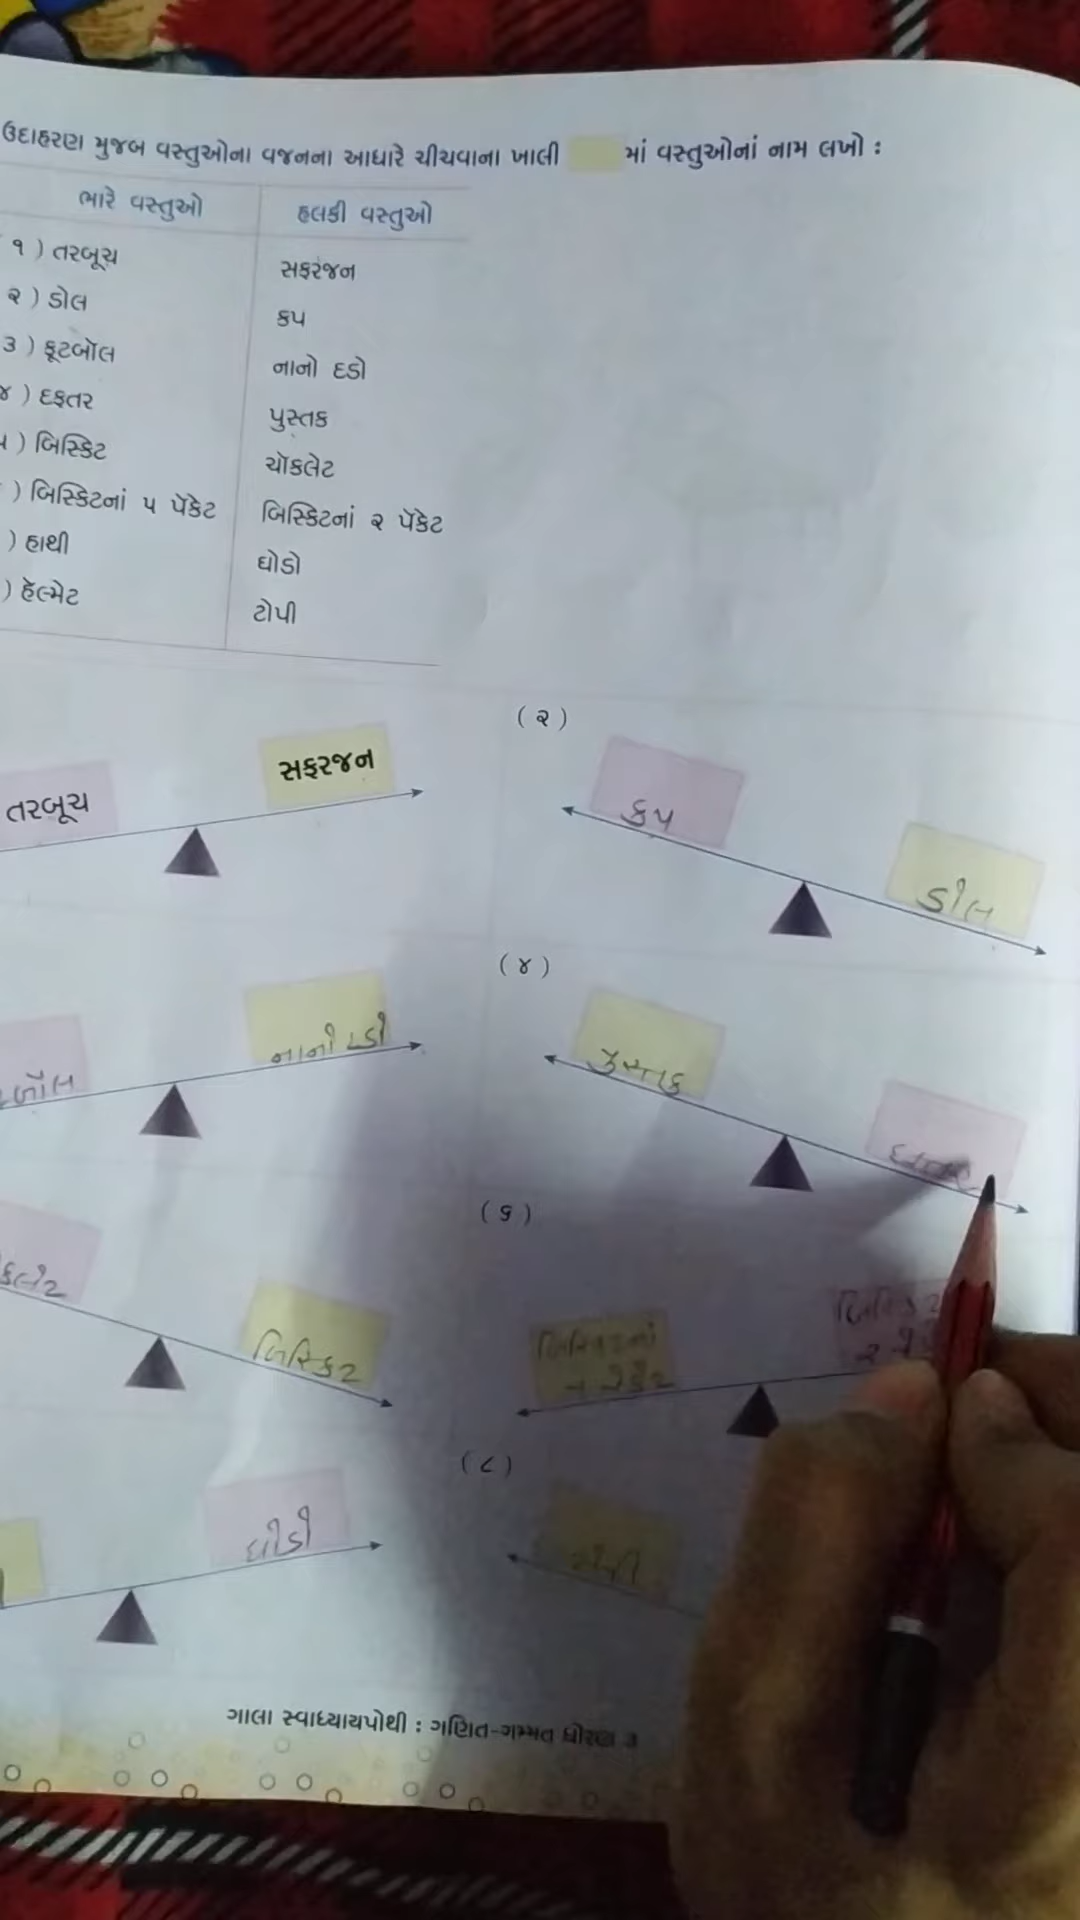 ઉદાહરણ મુજબ વસ્તુઓના વજનના આધારે ચીચવાના ખાલી માં વસ્તુઓનાં નામ લખો :
ભારે વસ્તુઓ હલકી વસ્તુઓ
૧ ) તરબૂચ સફરજન
૨ ) ડોલ કપ
૩ ) ફૂટબૉલ નાનો દડો
૪ ) દફતર પુસ્તક
) બિસ્કિટ ચૉકલેટ
) બિસ્કિટનાં ૫ પૅકેટ બિસ્કિટનાં ૨ પૅકેટ
) હાથી ઘોડો
) હૅલ્મેટ ટોપી
(૨)
તરબૂચ સફરજન
કપ ડોલ
(૪)
બૉલ નાનો દડો
પુસ્તક
(૬)
બિસ્કિટ
(૮)
ઘોડો
ગાલા સ્વાધ્યાયપોથી : ગણિત-ગમ્મત ધોરણ ૩